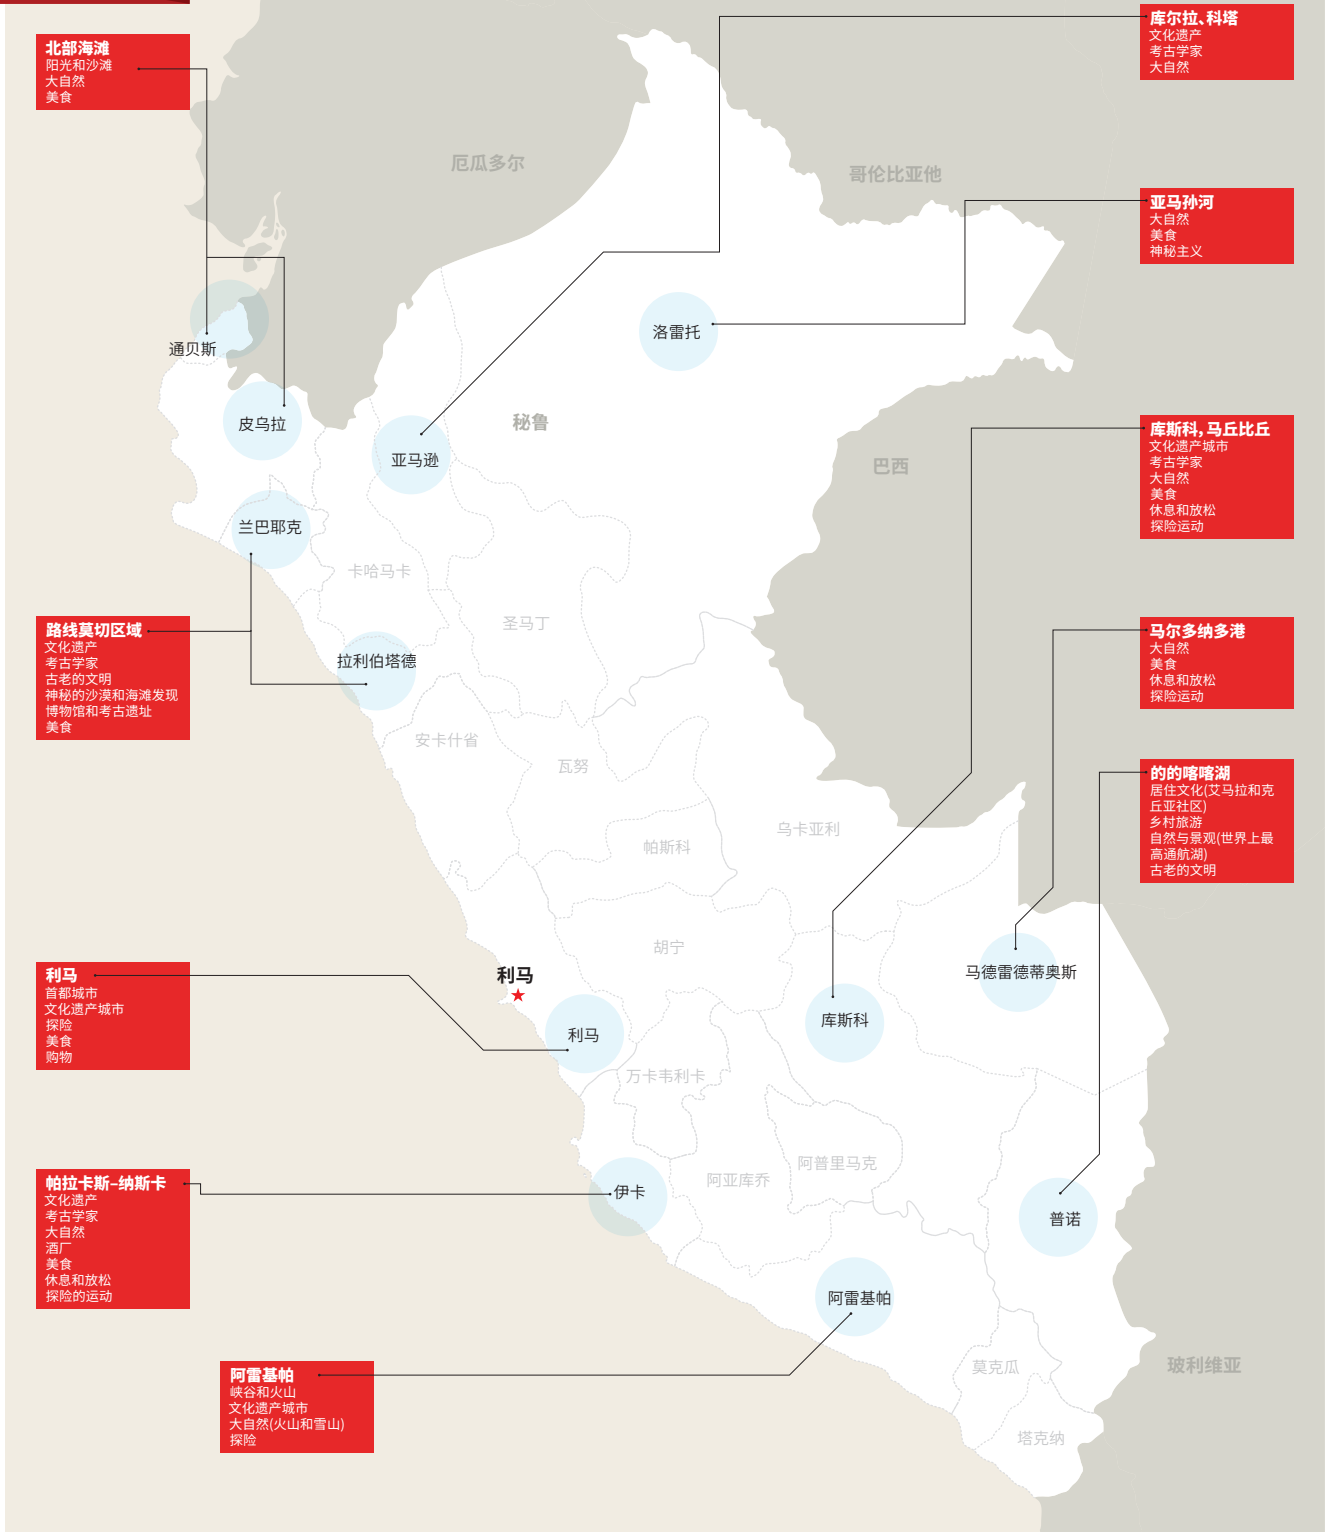 北部海滩
阳光和沙滩
大自然
美食
库尔拉、科塔
文化遗产
考古学家
大自然
厄瓜多尔
哥伦比亚他
亚马孙河
大自然
美食
神秘主义
洛雷托
通贝斯
皮乌拉
秘鲁
亚马逊
巴西
库斯科，马丘比丘
文化遗产城市
考古学家
大自然
美食
休息和放松
探险运动
兰巴耶克
卡哈马卡
圣马丁
路线莫切区域
文化遗产
考古学家
古老的文明
神秘的沙漠和海滩发现
博物馆和考古遗址
美食
拉利伯塔德
马尔多纳多港
大自然
美食
休息和放松
探险运动
安卡什省
瓦努
的的喀喀湖
居住文化(艾马拉和克
丘亚社区)
乡村旅游
自然与景观(世界上最
高通航湖)
古老的文明
乌卡亚利
帕斯科
胡宁
利马
首都城市
文化遗产城市
探险
美食
购物
利马
马德雷德蒂奥斯
利马
库斯科
万卡韦利卡
阿普里马克
阿亚库乔
帕拉卡斯–纳斯卡
文化遗产
考古学家
大自然
酒厂
美食
休息和放松
探险的运动
伊卡
普诺
阿雷基帕
阿雷基帕
峡谷和火山
文化遗产城市
大自然(火山和雪山)
探险
莫克瓜
玻利维亚
塔克纳